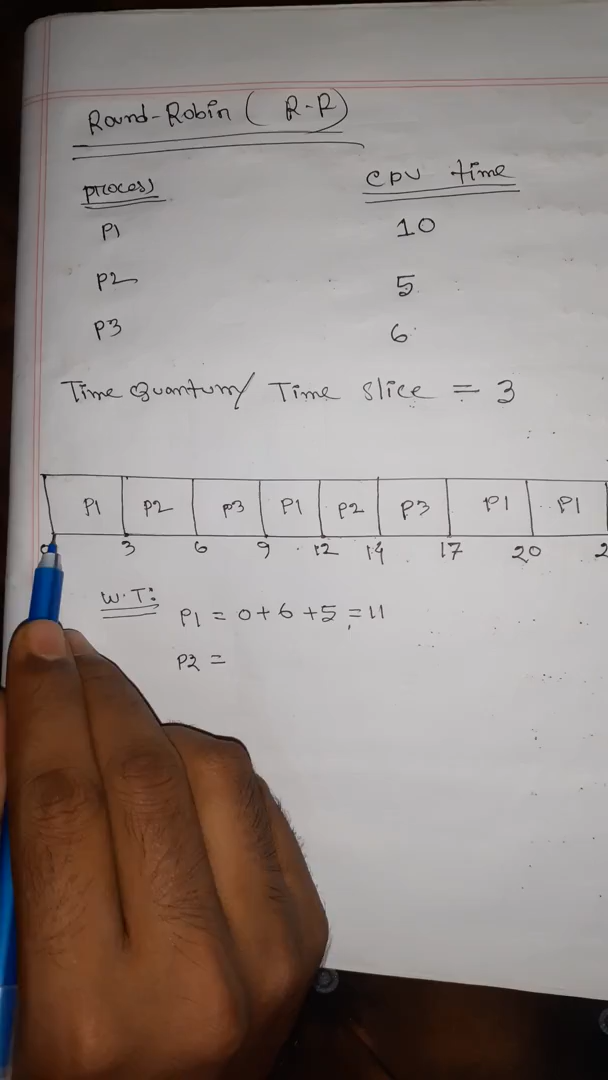 Round-Robin ( R-R)
process CPU time
P1 10
P2 5
P3 6
Time Quantum/ Time slice = 3
P1 P2 P3 P1 P2 P3 P1 P1
0 3 6 9 12 14 17 20 2
W.T:
P1 = 0+6+5 = 11
P2 =